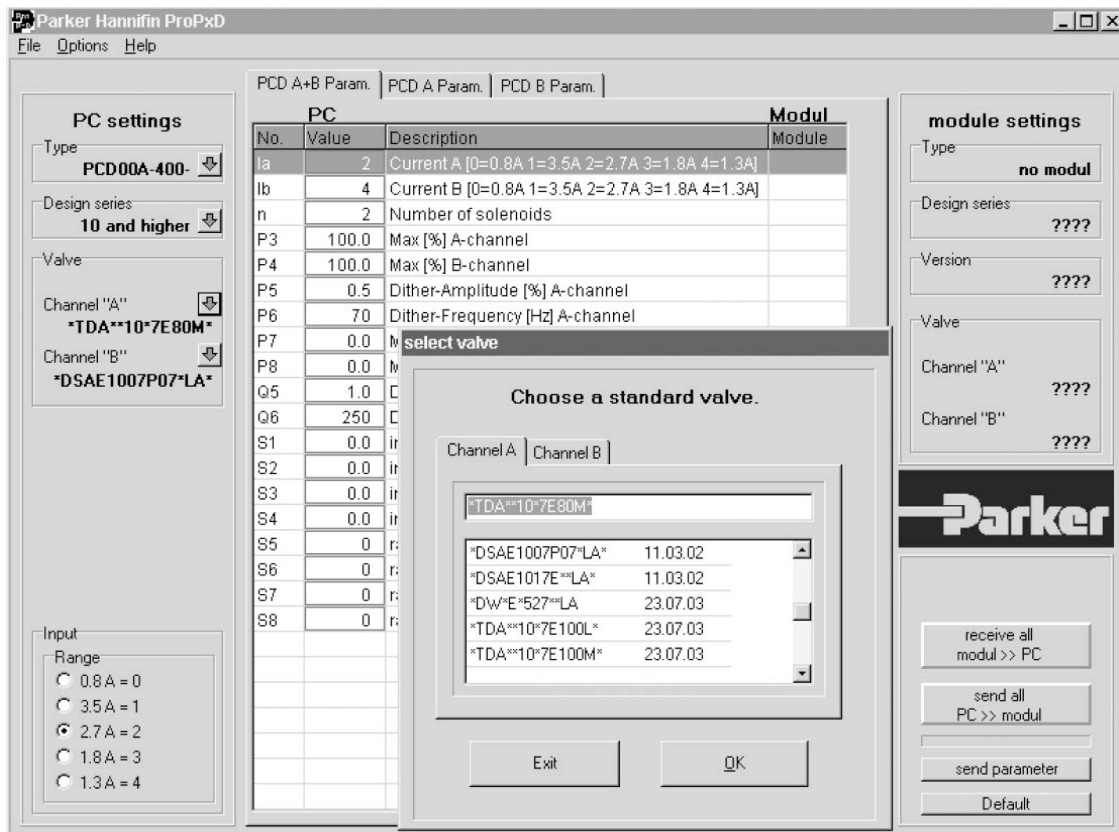 Parker Hannifin ProPxD
File Options Help
PCD A+B Param. PCD A Param. PCD B Param.
PC settings
Type
PCD00A-400-
Design series
10 and higher
Valve
Channel "A"
*TDA**10*7E80M*
Channel "B"
*DSAE1007P07*LA*
Input
Range
0.8 A = 0
3.5 A = 1
2.7 A = 2
1.8 A = 3
1.3 A = 4
PC Modul
No. Value Description Module
Ia 2 Current A [0=0.8A 1=3.5A 2=2.7A 3=1.8A 4=1.3A]
Ib 4 Current B [0=0.8A 1=3.5A 2=2.7A 3=1.8A 4=1.3A]
n 2 Number of solenoids
P3 100.0 Max [%] A-channel
P4 100.0 Max [%] B-channel
P5 0.5 Dither-Amplitude [%] A-channel
P6 70 Dither-Frequency [Hz] A-channel
P7 0.0 M
P8 0.0 M
Q5 1.0 D
Q6 250 D
S1 0.0 in
S2 0.0 in
S3 0.0 in
S4 0.0 in
S5 0 ra
S6 0 ra
S7 0 ra
S8 0 ra
select valve
Choose a standard valve.
Channel A Channel B
*TDA**10*7E80M*
*DSAE1007P07*LA* 11.03.02
*DSAE1017E**LA* 11.03.02
*DW*E*527**LA 23.07.03
*TDA**10*7E100L* 23.07.03
*TDA**10*7E100M* 23.07.03
Exit OK
module settings
Type
no modul
Design series
????
Version
????
Valve
Channel "A"
????
Channel "B"
????
Parker
receive all
modul >> PC
send all
PC >> modul
send parameter
Default